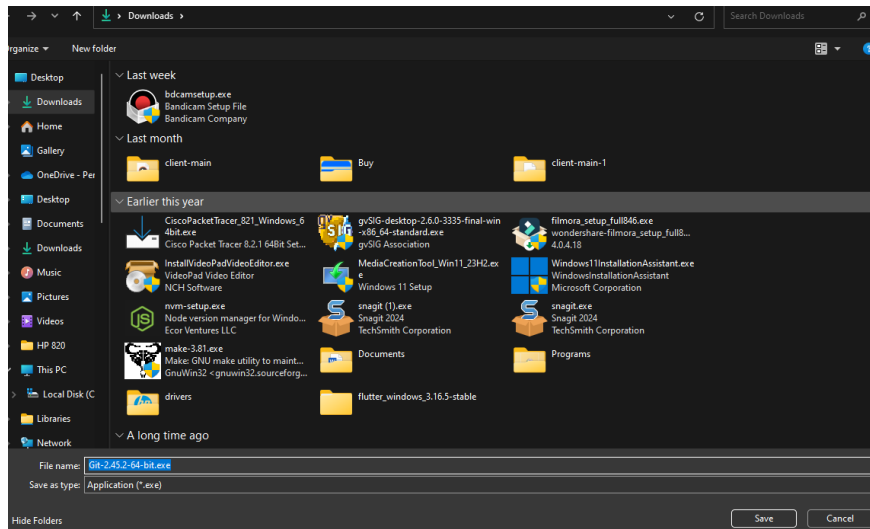 Downloads
Search Downloads
rganize
New folder
Desktop
Downloads
Home
Gallery
OneDrive - Per
Desktop
Documents
Downloads
Music
Pictures
Videos
HP 820
This PC
Local Disk (C
Libraries
Network
Last week
bdcamsetup.exe
Bandicam Setup File
Bandicam Company
Last month
client-main
Buy
client-main-1
Earlier this year
CiscoPacketTracer_821_Windows_6
4bit.exe
Cisco Packet Tracer 8.2.1 64Bit Set...
gvSIG-desktop-2.6.0-3335-final-win
-x86_64-standard.exe
gvSIG Association
filmora_setup_full846.exe
wondershare-filmora_setup_full8...
4.0.4.18
InstallVideoPadVideoEditor.exe
VideoPad Video Editor
NCH Software
MediaCreationTool_Win11_23H2.ex
e
Windows 11 Setup
Windows11InstallationAssistant.exe
WindowsInstallationAssistant
Microsoft Corporation
nvm-setup.exe
Node version manager for Windo...
Ecor Ventures LLC
snagit (1).exe
Snagit 2024
TechSmith Corporation
snagit.exe
Snagit 2024
TechSmith Corporation
make-3.81.exe
Make: GNU make utility to maint...
GnuWin32 <gnuwin32.sourceforg...
Documents
Programs
drivers
flutter_windows_3.16.5-stable
A long time ago
File name: Git-2.45.2-64-bit.exe
Save as type: Application (*.exe)
Hide Folders
Save
Cancel